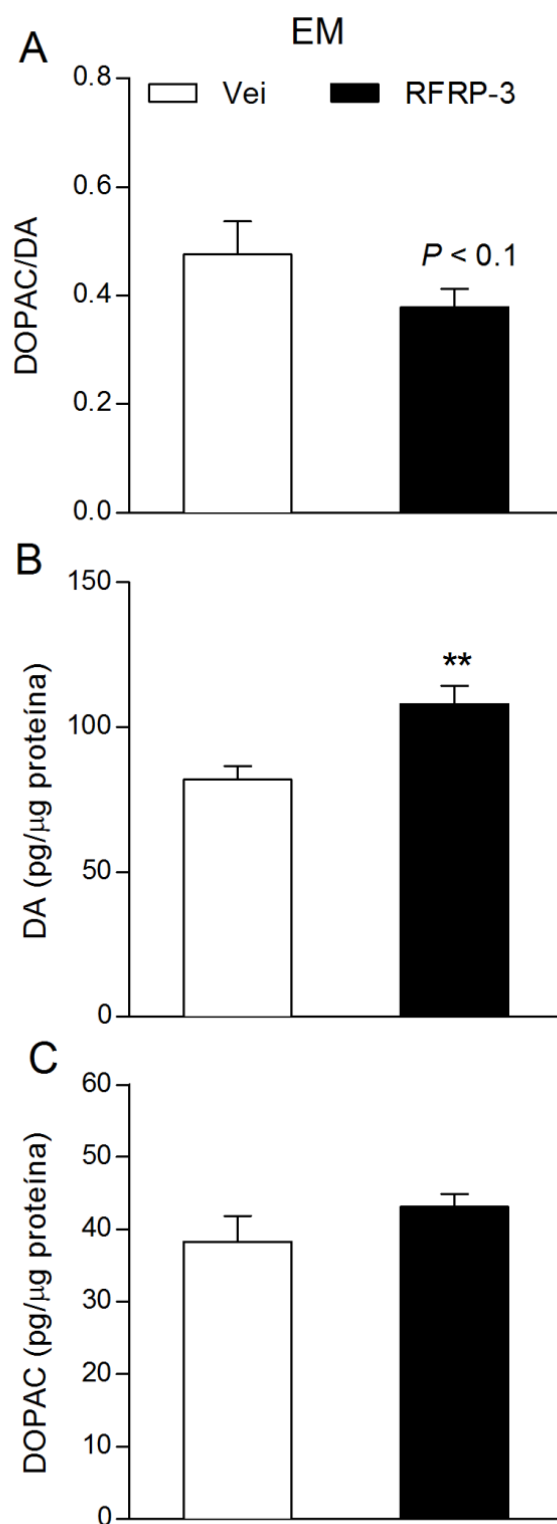 EM
A
Vei
RFRP-3
DOPAC/DA
0.8
0.6
0.4
0.2
0.0
P < 0.1
B
DA (pg/µg proteína)
150
100
50
0
**
C
DOPAC (pg/µg proteína)
60
50
40
30
20
10
0